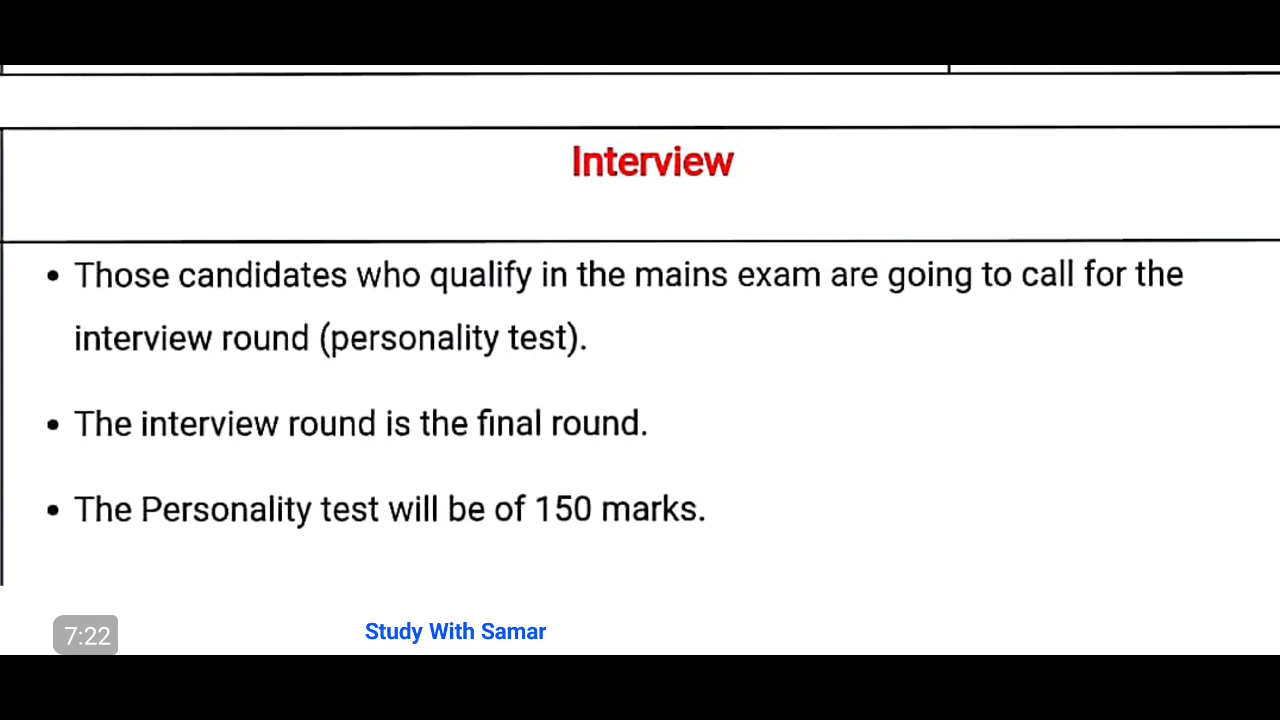 Interview
• Those candidates who qualify in the mains exam are going to call for the
interview round (personality test).
• The interview round is the final round.
• The Personality test will be of 150 marks.
7:22
Study With Samar